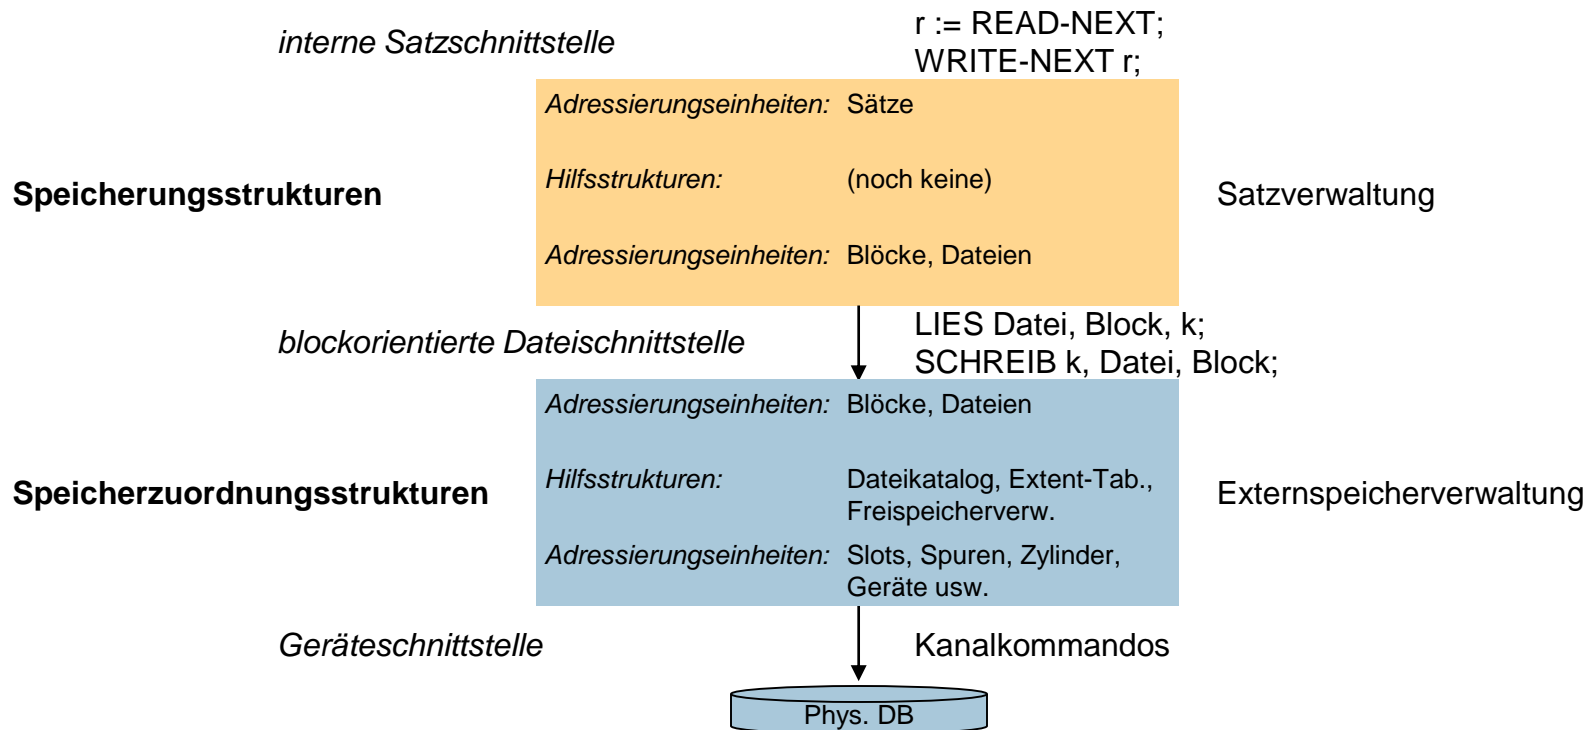 interne Satzschnittstelle
r := READ-NEXT;
WRITE-NEXT r;
Adressierungseinheiten: Sätze
Speicherungsstrukturen
Hilfsstrukturen: (noch keine)
Satzverwaltung
Adressierungseinheiten: Blöcke, Dateien
blockorientierte Dateischnittstelle
LIES Datei, Block, k;
SCHREIB k, Datei, Block;
Adressierungseinheiten: Blöcke, Dateien
Speicherzuordnungsstrukturen
Hilfsstrukturen: Dateikatalog, Extent-Tab.,
Freispeicherverw.
Externspeicherverwaltung
Adressierungseinheiten: Slots, Spuren, Zylinder,
Geräte usw.
Geräteschnittstelle
Kanalkommandos
Phys. DB